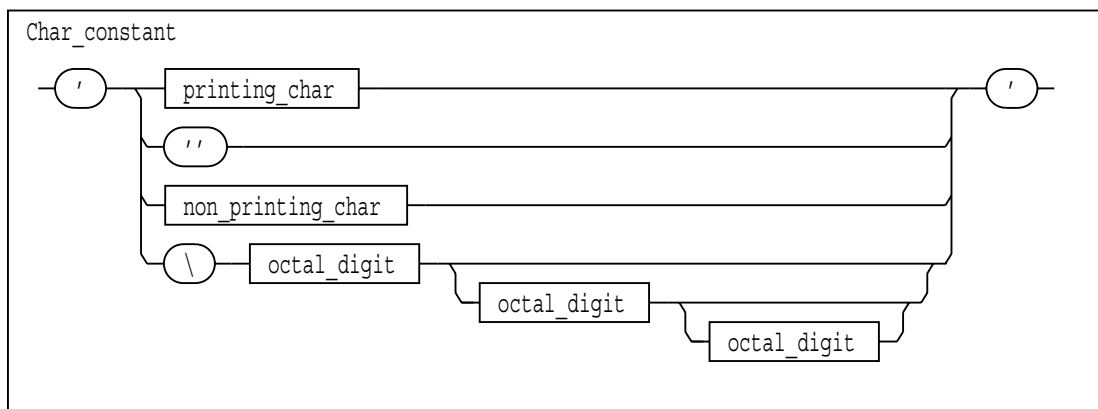 Char_constant
' printing_char '
' '
non_printing_char
\ octal_digit
octal_digit
octal_digit